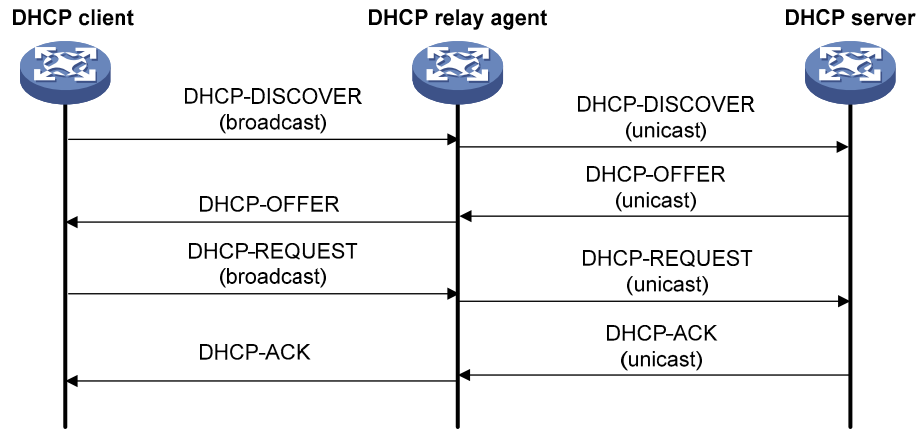 DHCP client
DHCP relay agent
DHCP server
DHCP-DISCOVER
(broadcast)
DHCP-DISCOVER
(unicast)
DHCP-OFFER
(unicast)
DHCP-OFFER
DHCP-REQUEST
(broadcast)
DHCP-REQUEST
(unicast)
DHCP-ACK
(unicast)
DHCP-ACK